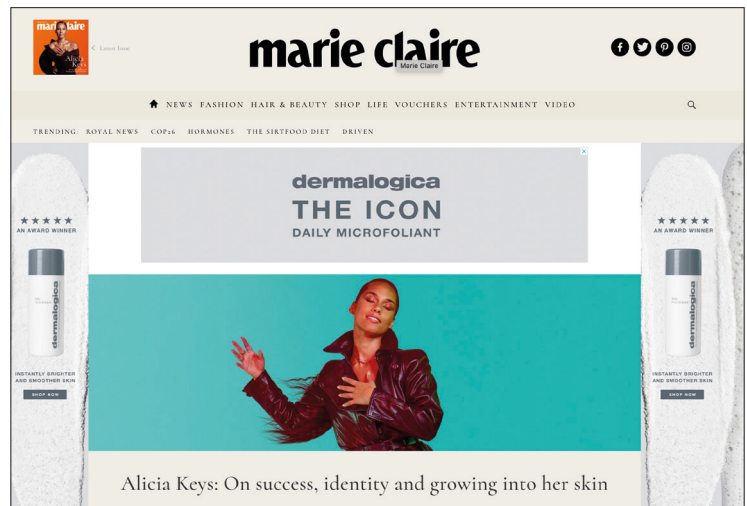 marie claire
Alicia
Keys
Latest Issue
marie claire
Marie Claire
NEWS FASHION HAIR & BEAUTY SHOP LIFE VOUCHERS ENTERTAINMENT VIDEO
TRENDING: ROYAL NEWS COP26 HORMONES THE SIRTFOOD DIET DRIVEN
dermalogica
THE ICON
DAILY MICROFOLIANT
AN AWARD WINNER
dermalogica
INSTANTLY BRIGHTER
AND SMOOTHER SKIN
SHOP NOW
AN AWARD WINNER
dermalogica
INSTANTLY BRIGHTER
AND SMOOTHER SKIN
SHOP NOW
Alicia Keys: On success, identity and growing into her skin